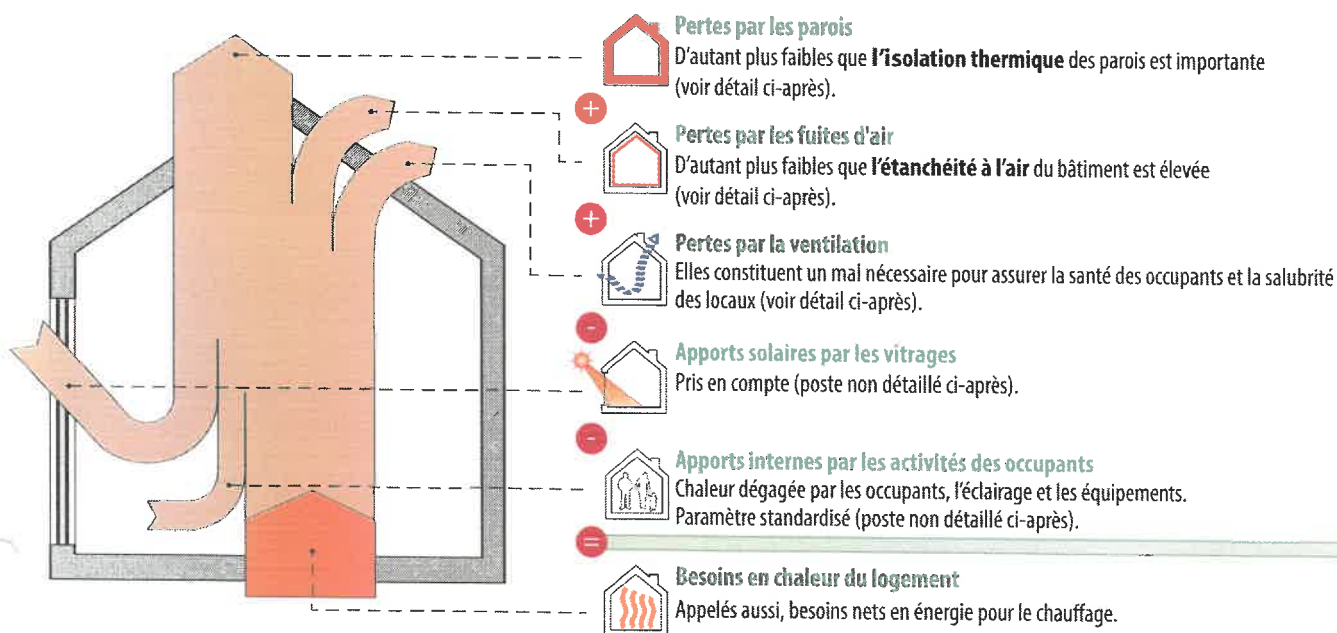 Pertes par les parois
D'autant plus faibles que l'isolation thermique des parois est importante
(voir détail ci-après).
+
Pertes par les fuites d'air
D'autant plus faibles que l'étanchéité à l'air du bâtiment est élevée
(voir détail ci-après).
+
Pertes par la ventilation
Elles constituent un mal nécessaire pour assurer la santé des occupants et la salubrité
des locaux (voir détail ci-après).
-
Apports solaires par les vitrages
Pris en compte (poste non détaillé ci-après).
-
Apports internes par les activités des occupants
Chaleur dégagée par les occupants, l'éclairage et les équipements.
Paramètre standardisé (poste non détaillé ci-après).
=
Besoins en chaleur du logement
Appelés aussi, besoins nets en énergie pour le chauffage.